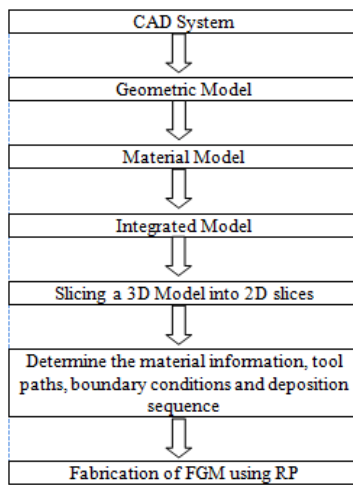 CAD System
Geometric Model
Material Model
Integrated Model
Slicing a 3D Model into 2D slices
Determine the material information, tool
paths, boundary conditions and deposition
sequence
Fabrication of FGM using RP